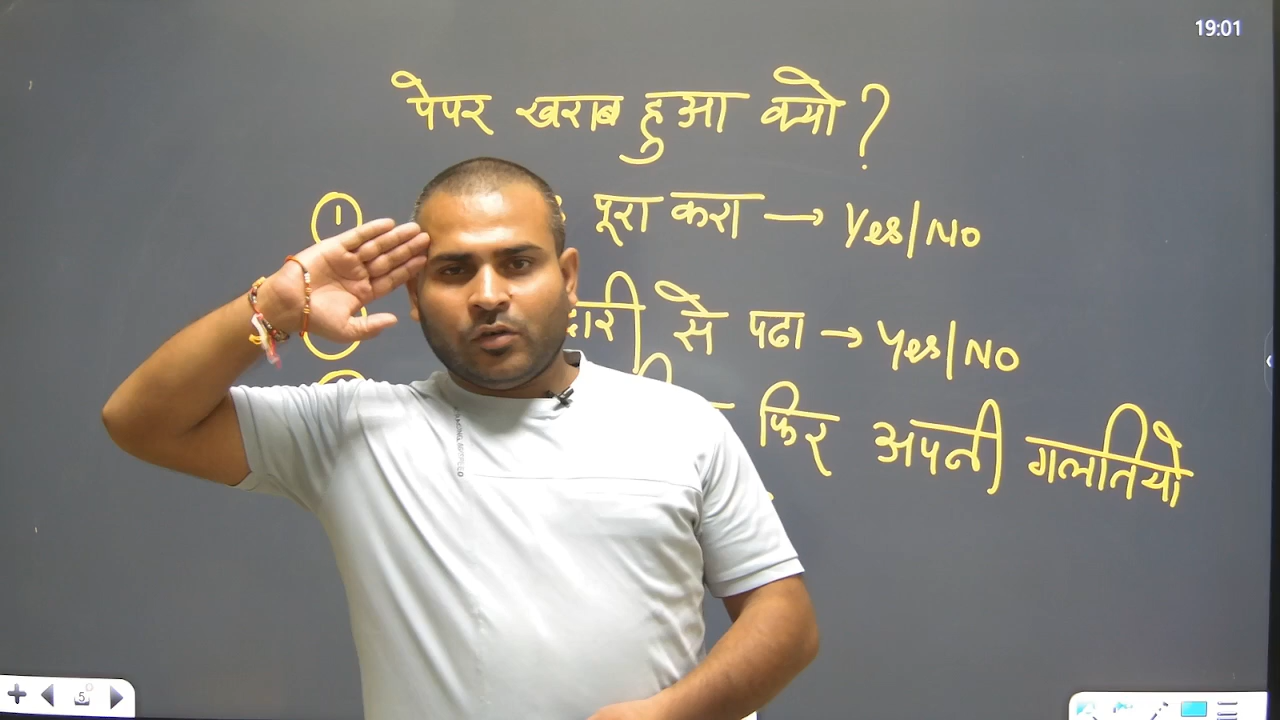 19:01
पेपर खराब हुआ क्यो?
1 पूरा करा → Yes/No
से पढा → Yes/No
फिर अपनी गलतियो
5